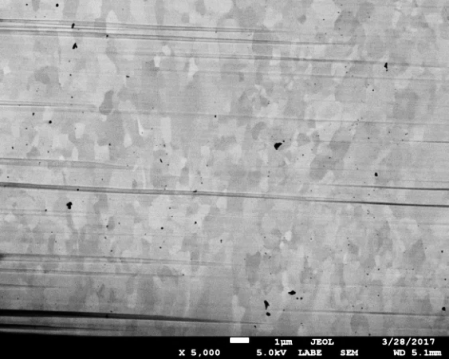 1µm JEOL 3/28/2017
X 5,000 5.0kV LABE SEM WD 5.1mm